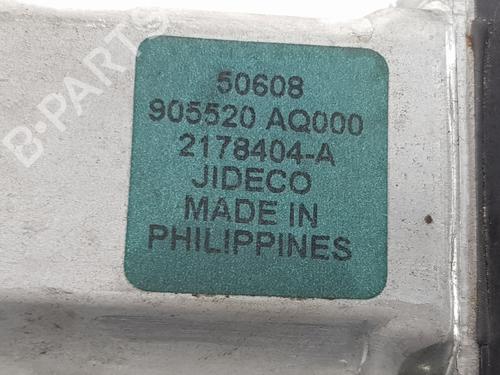 B-PARTS
50608
905520 AQ000
2178404-A
JIDECO
MADE IN
PHILIPPINES